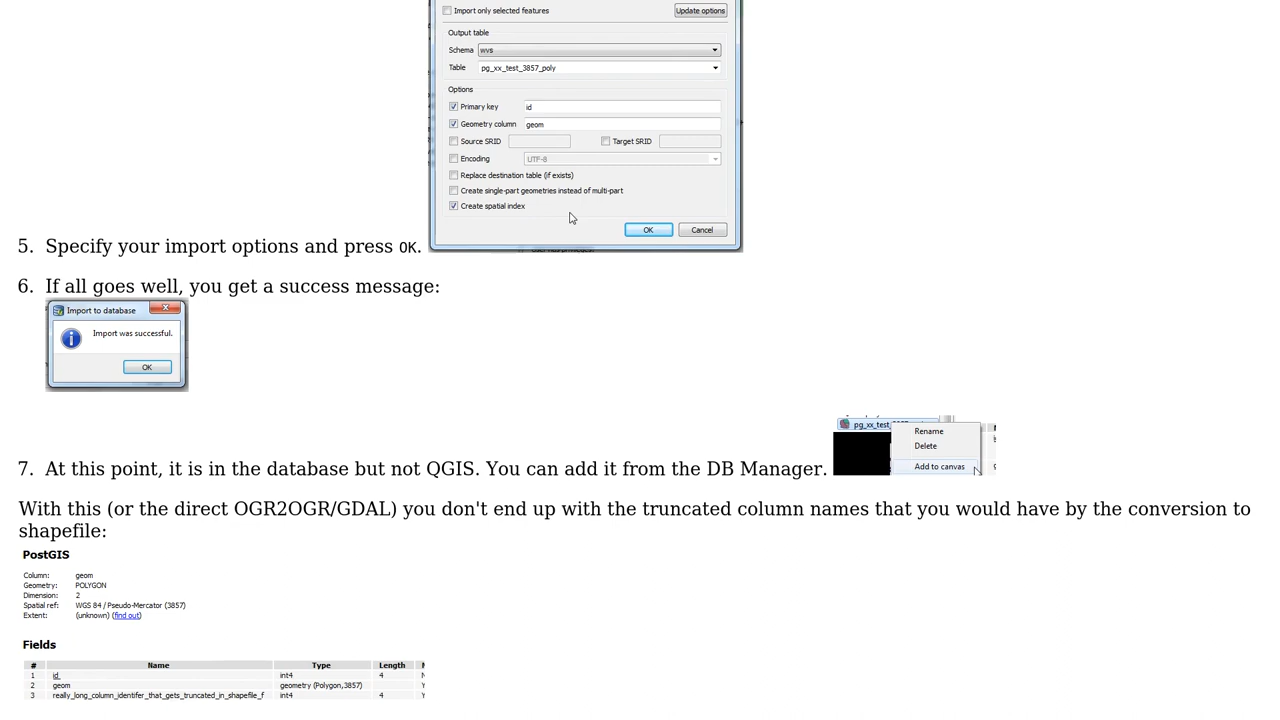 Import only selected features Update options
Output table
Schema wvs
Table pg_xx_test_3857_poly
Options
Primary key id
Geometry column geom
Source SRID Target SRID
Encoding UTF-8
Replace destination table (if exists)
Create single-part geometries instead of multi-part
Create spatial index
OK Cancel
5. Specify your import options and press OK.
6. If all goes well, you get a success message:
Import to database
Import was successful.
OK
pg_xx_test
Rename
Delete
Add to canvas
7. At this point, it is in the database but not QGIS. You can add it from the DB Manager.
With this (or the direct OGR2OGR/GDAL) you don't end up with the truncated column names that you would have by the conversion to
shapefile:
PostGIS
Column: geom
Geometry: POLYGON
Dimension: 2
Spatial ref: WGS 84 / Pseudo-Mercator (3857)
Extent: (unknown) (find out)
Fields
# Name Type Length
1 id int4 4
2 geom geometry (Polygon,3857)
3 really_long_column_identifer_that_gets_truncated_in_shapefile_f int4 4